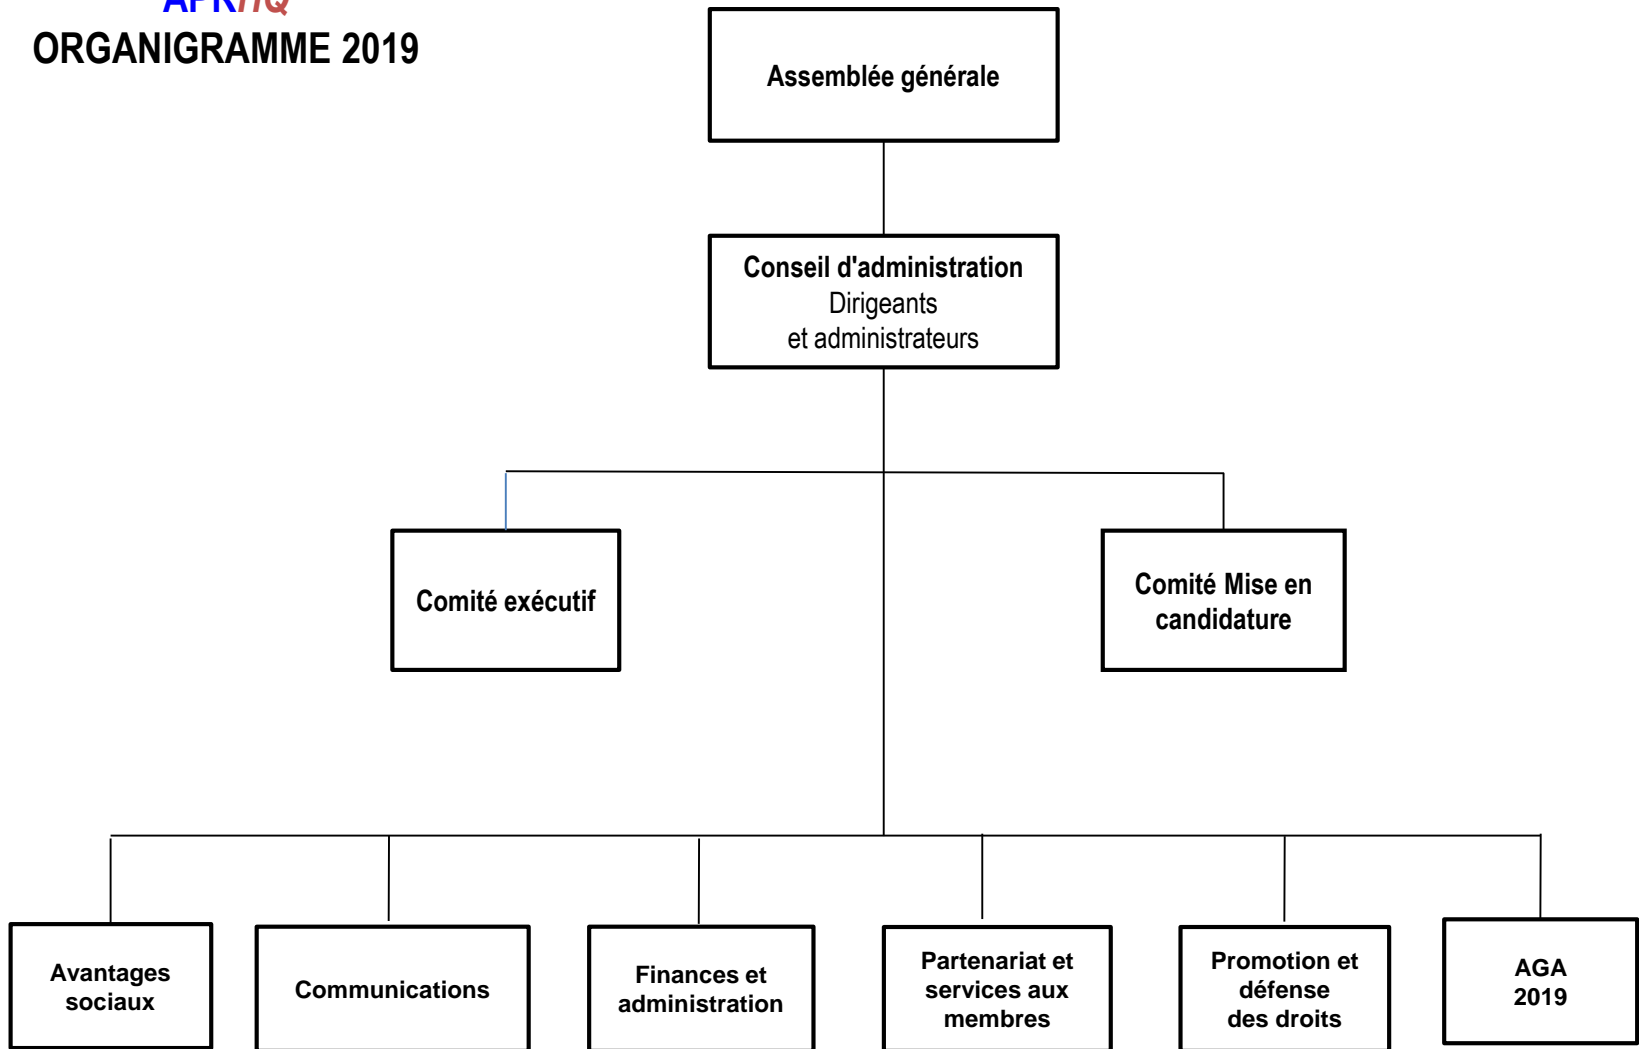 APRHQ
ORGANIGRAMME 2019
Assemblée générale
Conseil d'administration
Dirigeants
et administrateurs
Comité exécutif
Comité Mise en
candidature
Avantages
sociaux
Communications
Finances et
administration
Partenariat et
services aux
membres
Promotion et
défense
des droits
AGA
2019